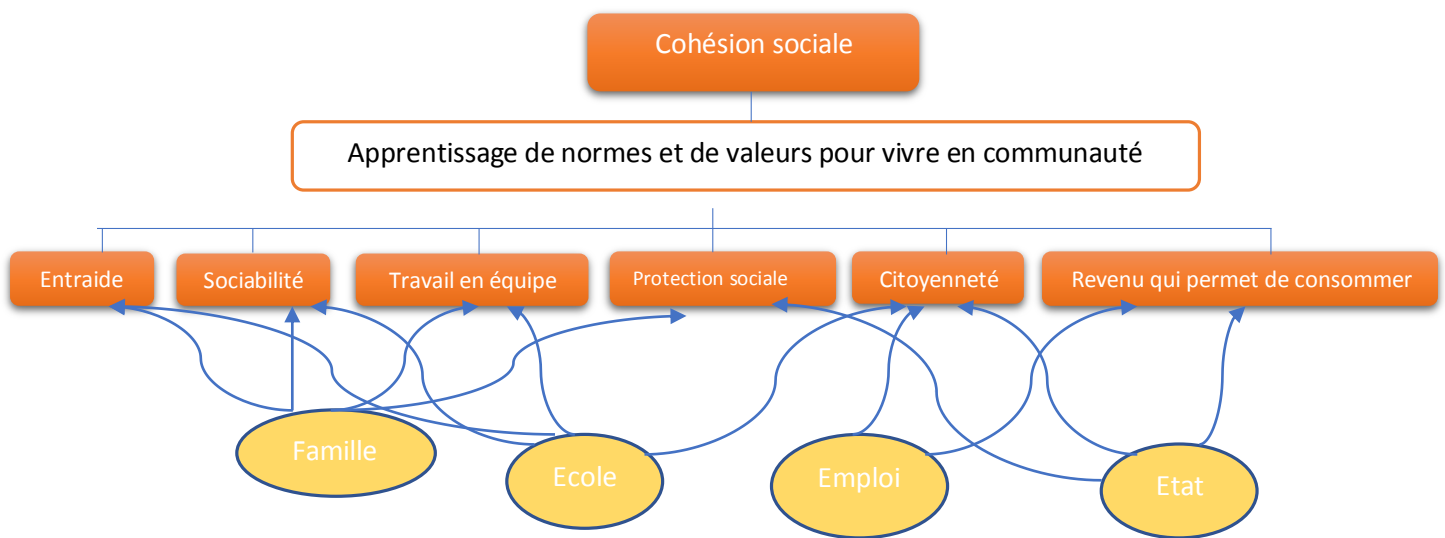 Cohésion sociale
Apprentissage de normes et de valeurs pour vivre en communauté
Entraide
Sociabilité
Travail en équipe
Protection sociale
Citoyenneté
Revenu qui permet de consommer
Famille
Ecole
Emploi
Etat